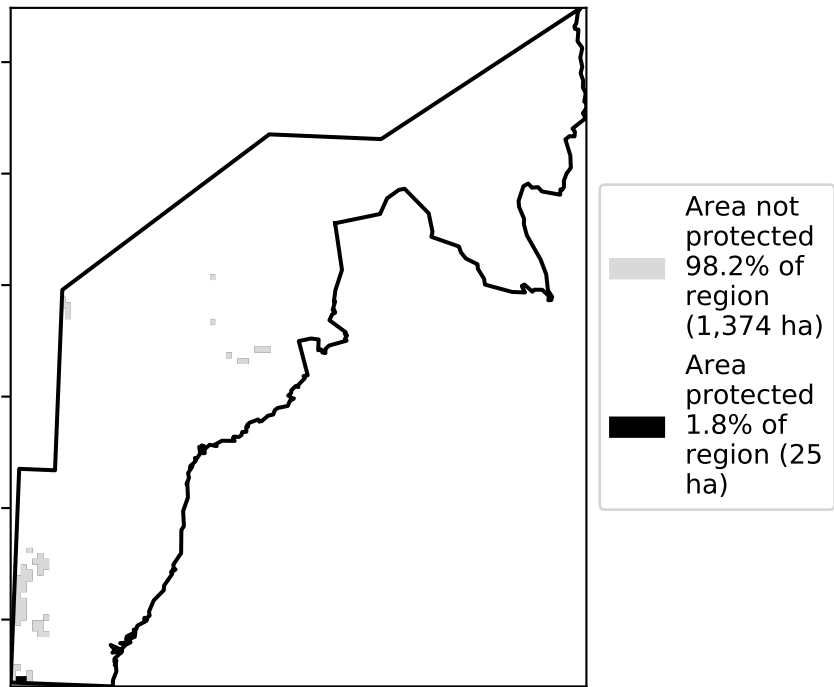 Area not
protected
98.2% of
region
(1,374 ha)
Area
protected
1.8% of
region (25
ha)